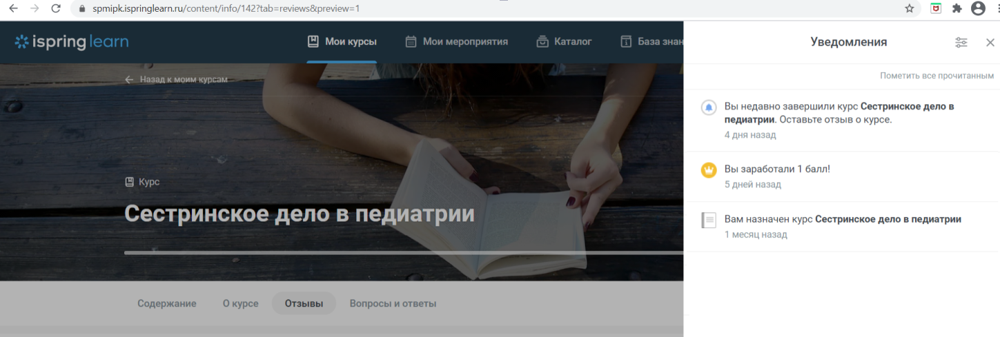 spmipk.ispringlearn.ru/content/info/142?tab=reviews&preview=1
ispring learn
Мои курсы
Мои мероприятия
Каталог
База знан
Назад к моим курсам
Курс
Сестринское дело в педиатрии
Содержание
О курсе
Отзывы
Вопросы и ответы
Уведомления
Пометить все прочитанным
Вы недавно завершили курс Сестринское дело в
педиатрии. Оставьте отзыв о курсе.
4 дня назад
Вы заработали 1 балл!
5 дней назад
Вам назначен курс Сестринское дело в педиатрии
1 месяц назад